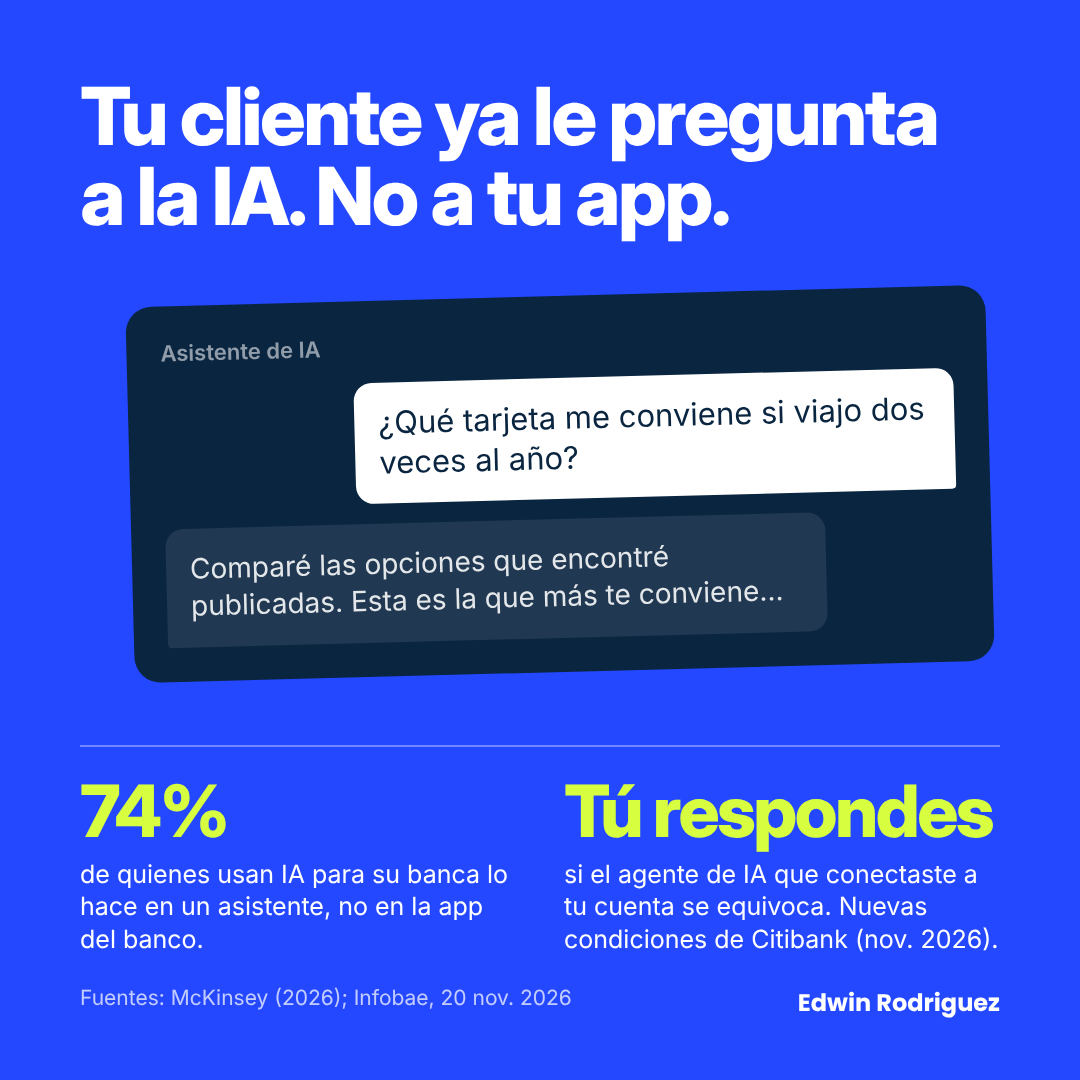 Tu cliente ya le pregunta
a la IA. No a tu app.
Asistente de IA
¿Qué tarjeta me conviene si viajo dos
veces al año?
Comparé las opciones que encontré
publicadas. Esta es la que más te conviene...
74%
de quienes usan IA para su banca lo
hace en un asistente, no en la app
del banco.
Tú respondes
si el agente de IA que conectaste a
tu cuenta se equivoca. Nuevas
condiciones de Citibank (nov. 2026).
Fuentes: McKinsey (2026); Infobae, 20 nov. 2026
Edwin Rodriguez